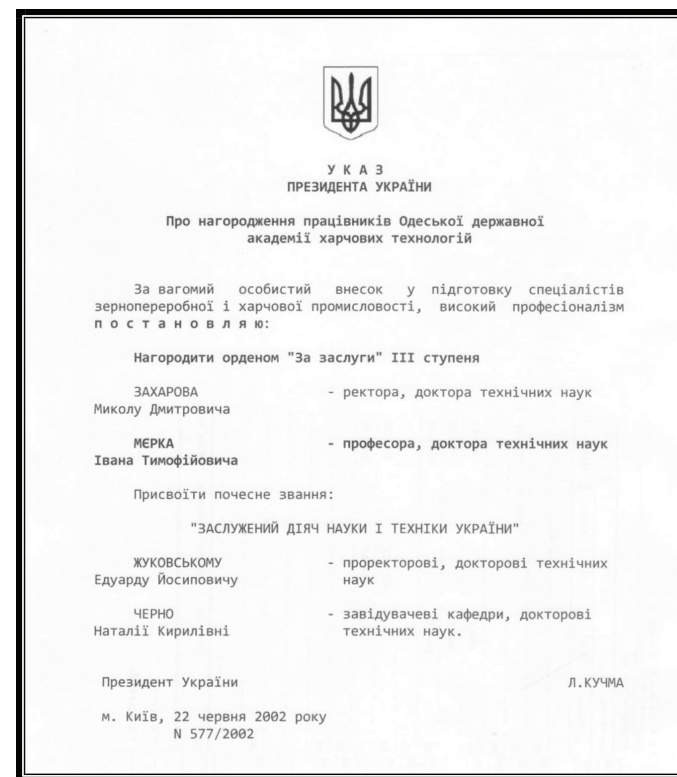 У К А З
ПРЕЗИДЕНТА УКРАЇНИ
Про нагородження працівників Одеської державної
академії харчових технологій
За вагомий особистий внесок у підготовку спеціалістів
зернопереробної і харчової промисловості, високий професіоналізм
п о с т а н о в л я ю:
Нагородити орденом "За заслуги" III ступеня
ЗАХАРОВА - ректора, доктора технічних наук
Миколу Дмитровича
МЄРКА - професора, доктора технічних наук
Івана Тимофійовича
Присвоїти почесне звання:
"ЗАСЛУЖЕНИЙ ДІЯЧ НАУКИ І ТЕХНІКИ УКРАЇНИ"
ЖУКОВСЬКОМУ - проректорові, докторові технічних
Едуарду Йосиповичу наук
ЧЕРНО - завідувачеві кафедри, докторові
Наталії Кирилівні технічних наук.
Президент України Л.КУЧМА
м. Київ, 22 червня 2002 року
N 577/2002